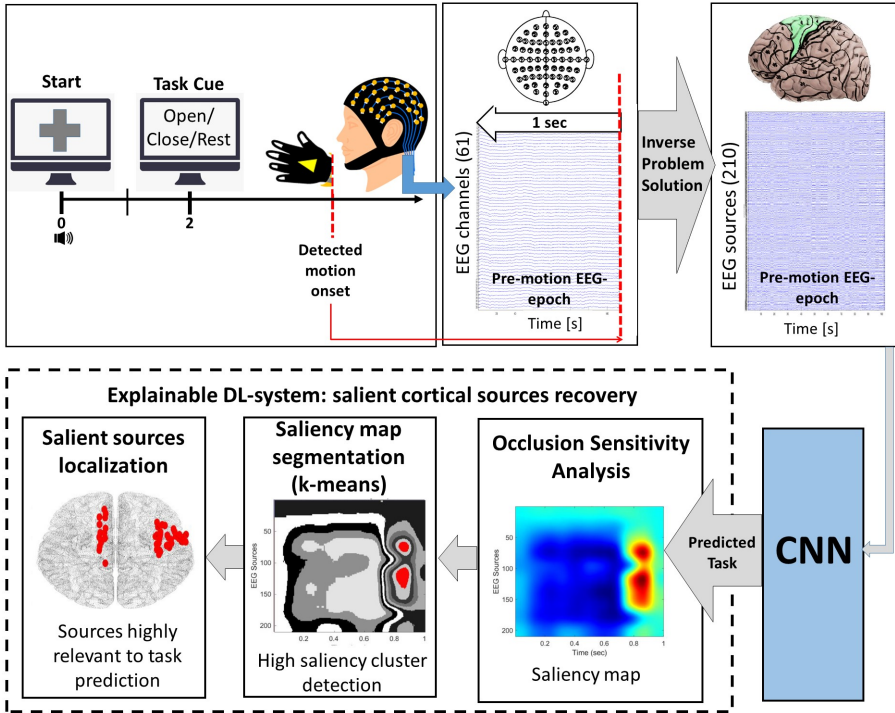 Start
Task Cue
Open/
Close/Rest
0
2
Detected
motion
onset
1 sec
EEG channels (61)
Pre-motion EEG-
epoch
Time [s]
Inverse
Problem
Solution
EEG sources (210)
Pre-motion EEG-
epoch
Time [s]
Explainable DL-system: salient cortical sources recovery
Salient sources
localization
Sources highly
relevant to task
prediction
Saliency map
segmentation
(k-means)
EEG Sources
50
100
150
200
0.2 0.4 0.6 0.8 1
High saliency cluster
detection
Occlusion Sensitivity
Analysis
EEG Sources
50
100
150
200
0.2 0.4 0.6 0.8 1
Time (sec)
Saliency map
Predicted
Task
CNN